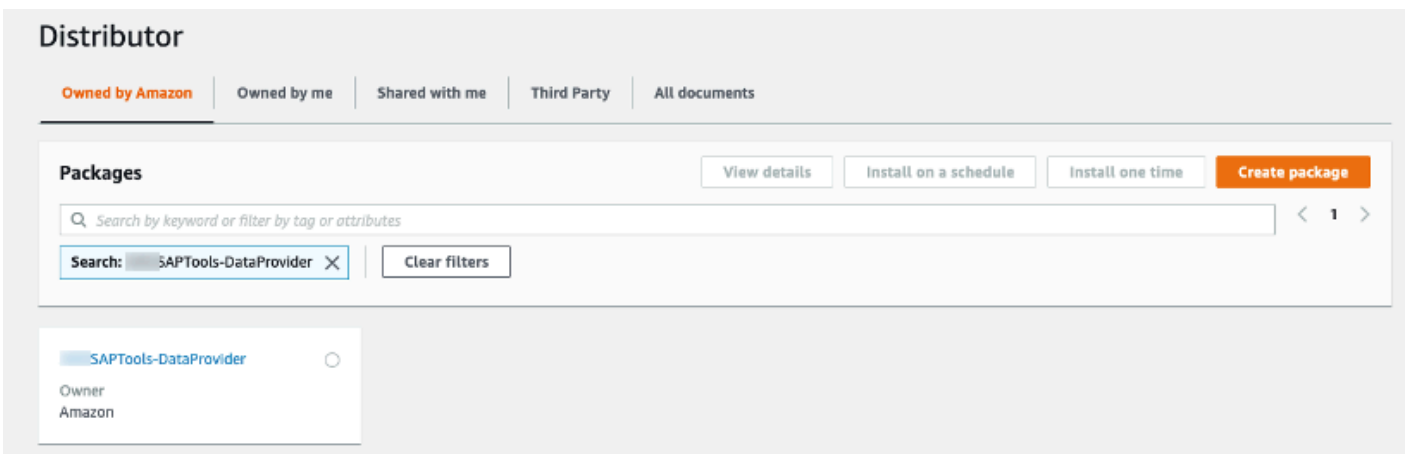 Distributor
Owned by Amazon Owned by me Shared with me Third Party All documents
Packages View details Install on a schedule Install one time Create package
Search by keyword or filter by tag or attributes < 1 >
Search: SAPTools-DataProvider × Clear filters
SAPTools-DataProvider
Owner
Amazon